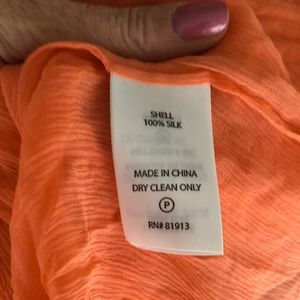 SHELL
100% SILK
MADE IN CHINA
DRY CLEAN ONLY
P
RN# 81913